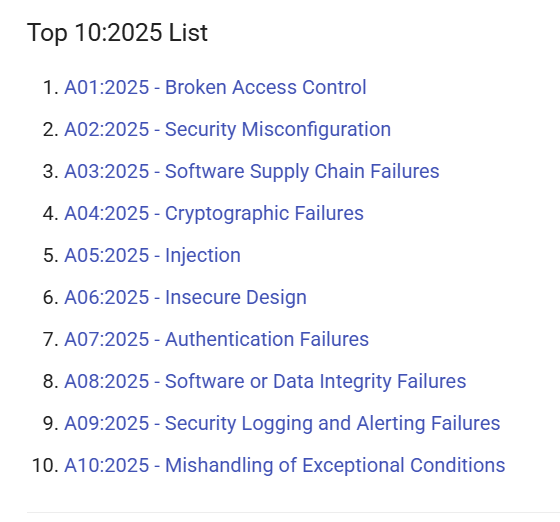 Top 10:2025 List
1. A01:2025 - Broken Access Control
2. A02:2025 - Security Misconfiguration
3. A03:2025 - Software Supply Chain Failures
4. A04:2025 - Cryptographic Failures
5. A05:2025 - Injection
6. A06:2025 - Insecure Design
7. A07:2025 - Authentication Failures
8. A08:2025 - Software or Data Integrity Failures
9. A09:2025 - Security Logging and Alerting Failures
10. A10:2025 - Mishandling of Exceptional Conditions